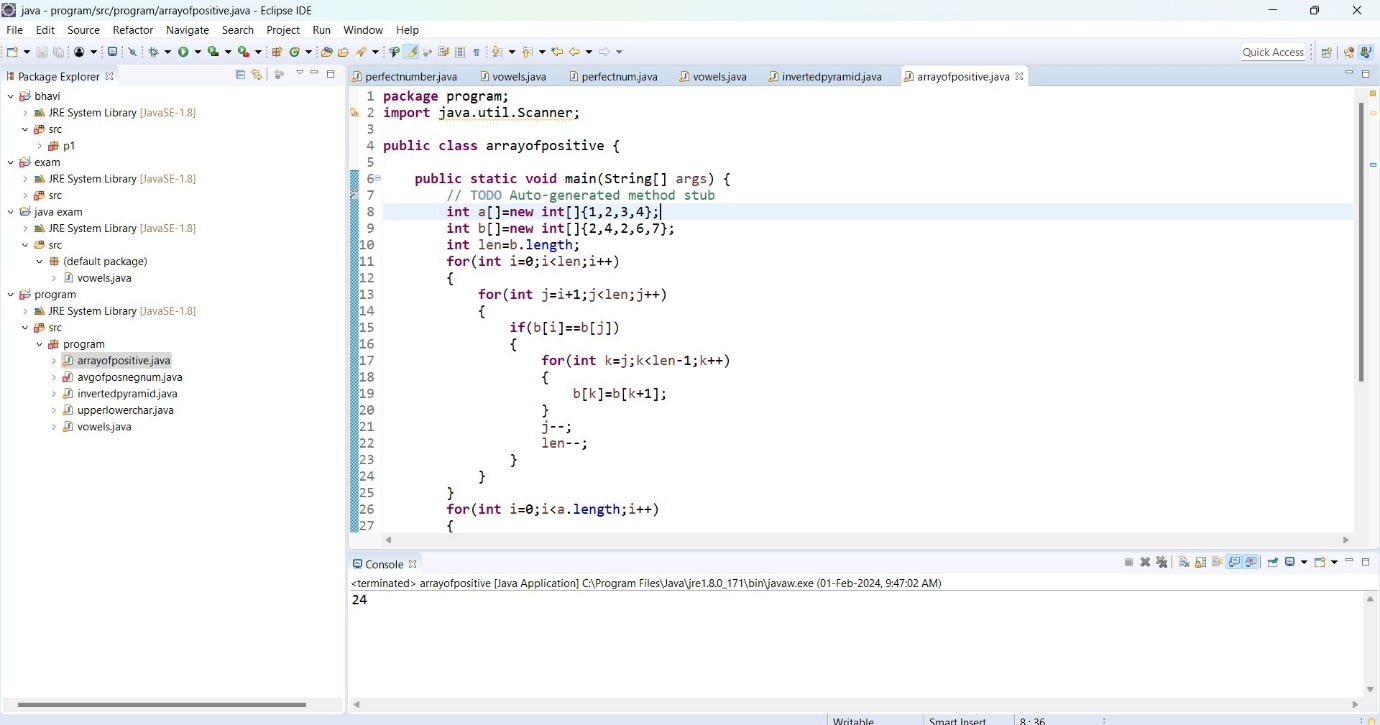 java - program/src/program/arrayofpositive.java - Eclipse IDE
File Edit Source Refactor Navigate Search Project Run Window Help
Quick Access
Package Explorer
bhavi
JRE System Library [JavaSE-1.8]
src
p1
exam
JRE System Library [JavaSE-1.8]
src
java exam
JRE System Library [JavaSE-1.8]
src
(default package)
vowels.java
program
JRE System Library [JavaSE-1.8]
src
program
arrayofpositive.java
avgofposnegnum.java
invertedpyramid.java
upperlowerchar.java
vowels.java
perfectnumber.java vowels.java perfectnum.java vowels.java invertedpyramid.java arrayofpositive.java
1 package program;
2 import java.util.Scanner;
3
4 public class arrayofpositive {
5
6 public static void main(String[] args) {
7 // TODO Auto-generated method stub
8 int a[]=new int[]{1,2,3,4};
9 int b[]=new int[]{2,4,2,6,7};
10 int len=b.length;
11 for(int i=0;i<len;i++)
12 {
13 for(int j=i+1;j<len;j++)
14 {
15 if(b[i]==b[j])
16 {
17 for(int k=j;k<len-1;k++)
18 {
19 b[k]=b[k+1];
20 }
21 j--;
22 len--;
23 }
24 }
25 }
26 for(int i=0;i<a.length;i++)
27 {
Console
<terminated> arrayofpositive [Java Application] C:\Program Files\Java\jre1.8.0_171\bin\javaw.exe (01-Feb-2024, 9:47:02 AM)
24
Writable Smart Insert 8 : 36